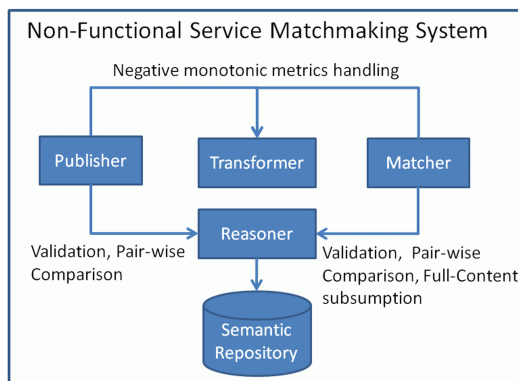 Non-Functional Service Matchmaking System
Negative monotonic metrics handling
Publisher
Transformer
Matcher
Reasoner
Validation, Pair-wise
Comparison
Validation,  Pair-wise
Comparison, Full-Content
subsumption
Semantic
Repository